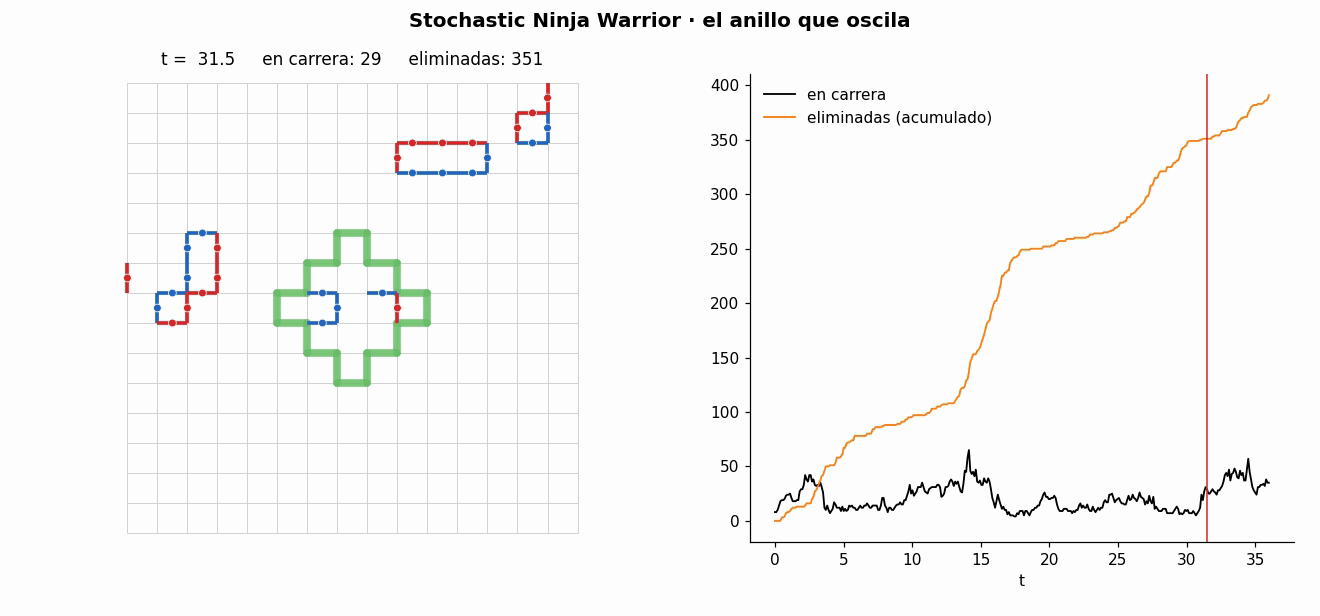 Stochastic Ninja Warrior · el anillo que oscila
t =  31.5     en carrera: 29     eliminadas: 351
en carrera
eliminadas (acumulado)
400
350
300
250
200
150
100
50
0
0 5 10 15 20 25 30 35
t